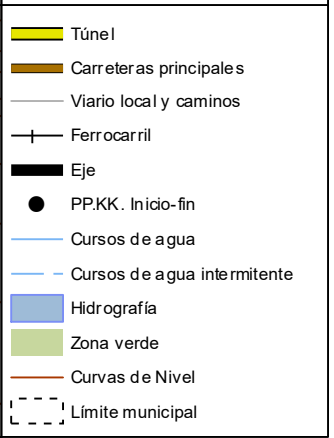 Túnel
Carreteras principales
Viario local y caminos
Ferrocarril
Eje
PP.KK. Inicio-fin
Cursos de agua
Cursos de agua intermitente
Hidrografía
Zona verde
Curvas de Nivel
Límite municipal